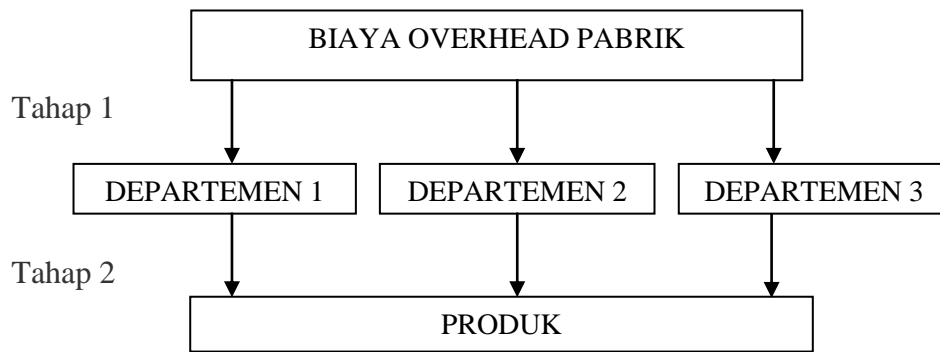 BIAYA OVERHEAD PABRIK
Tahap 1
DEPARTEMEN 1
DEPARTEMEN 2
DEPARTEMEN 3
Tahap 2
PRODUK